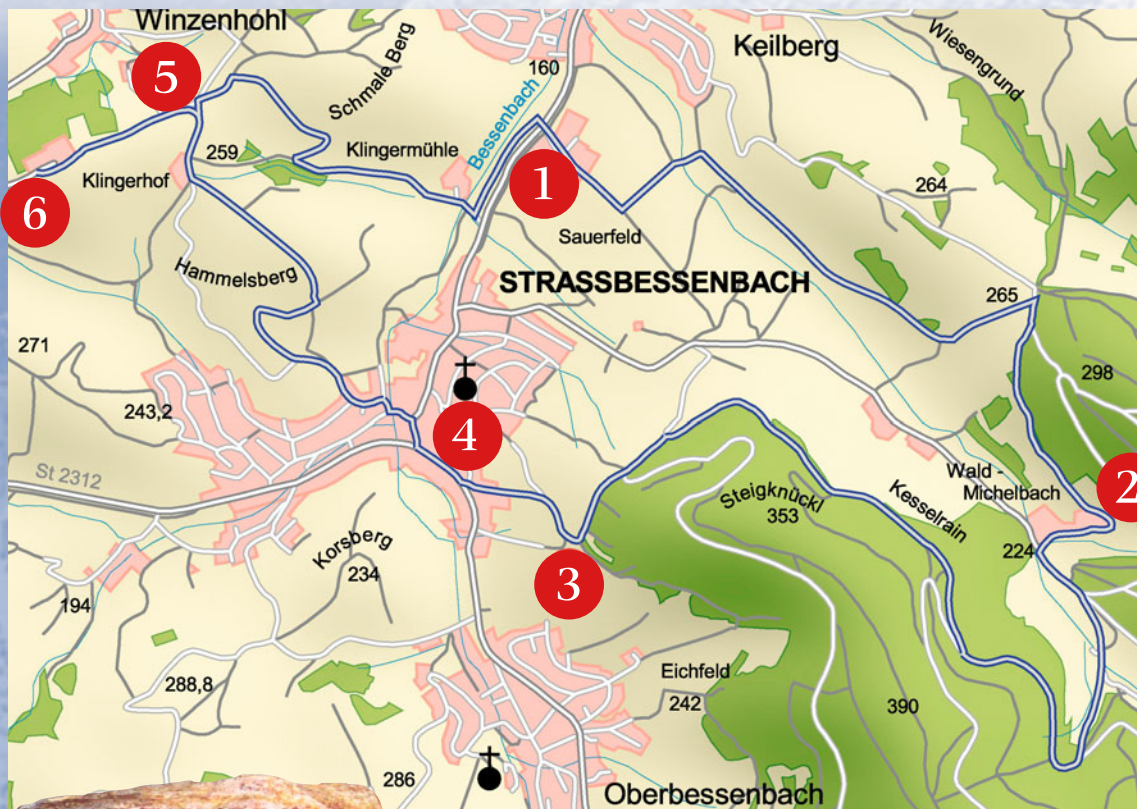 Winzenhohl
Keilberg
Wiesengrund
5
160
Schmale Berg
Bessenbach
259
Klingermühle
1
264
Klingerhof
6
Sauerfeld
Hammelsberg
STRASSBESSENBACH
265
271
298
243,2
4
St 2312
Steigknückl
353
Kesselrain
Wald -
Michelbach
2
224
Korsberg
234
3
194
288,8
Eichfeld
242
390
286
Oberbessenbach